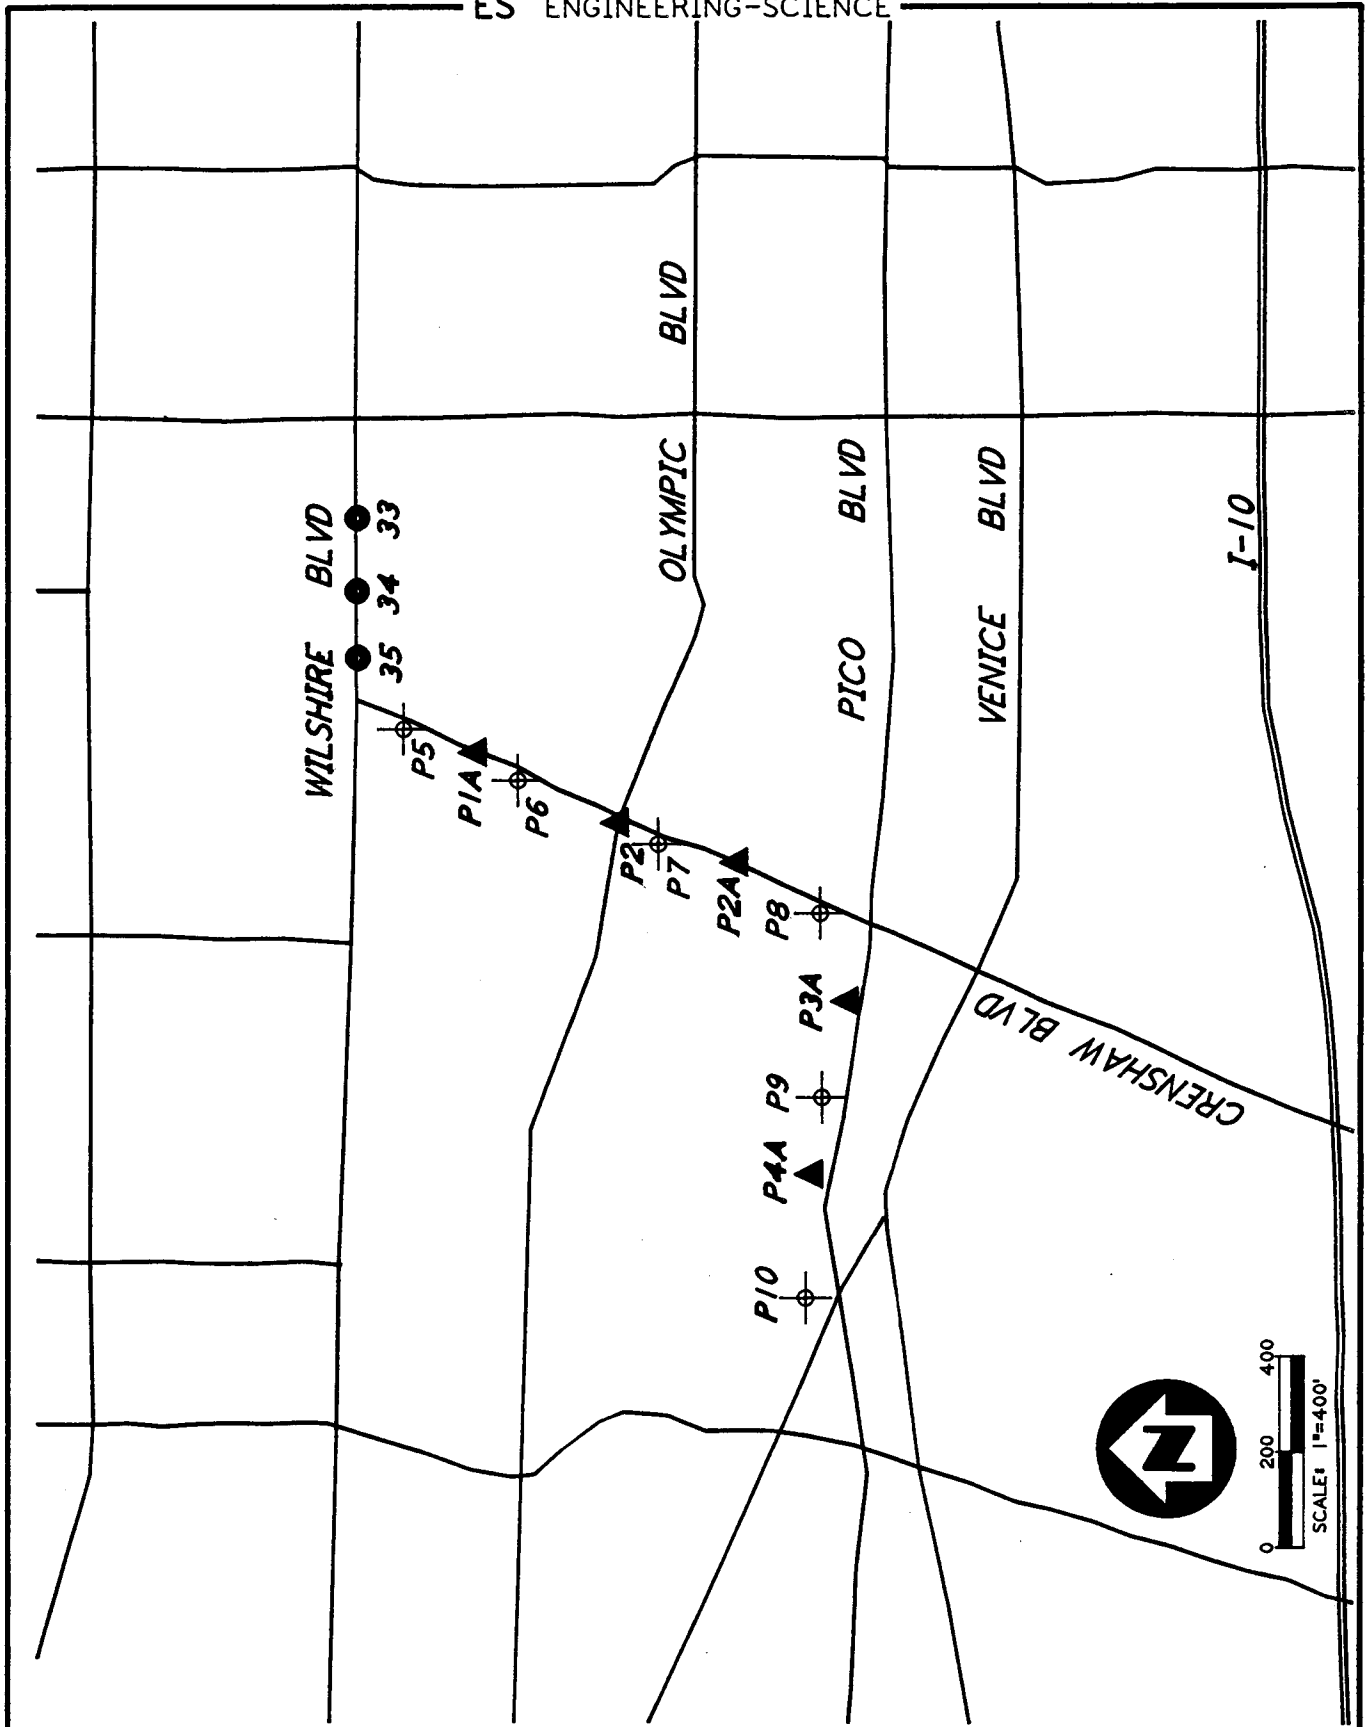 ES ENGINEERING-SCIENCE
WILSHIRE BLVD
35 34 33
P5
P1A
P6
OLYMPIC BLVD
P2
P7
P2A
P8
PICO BLVD
P3A
P9
P4A
P10
VENICE BLVD
CRENSHAW BLVD
I-10
N
0 200 400
SCALE: 1"=400'